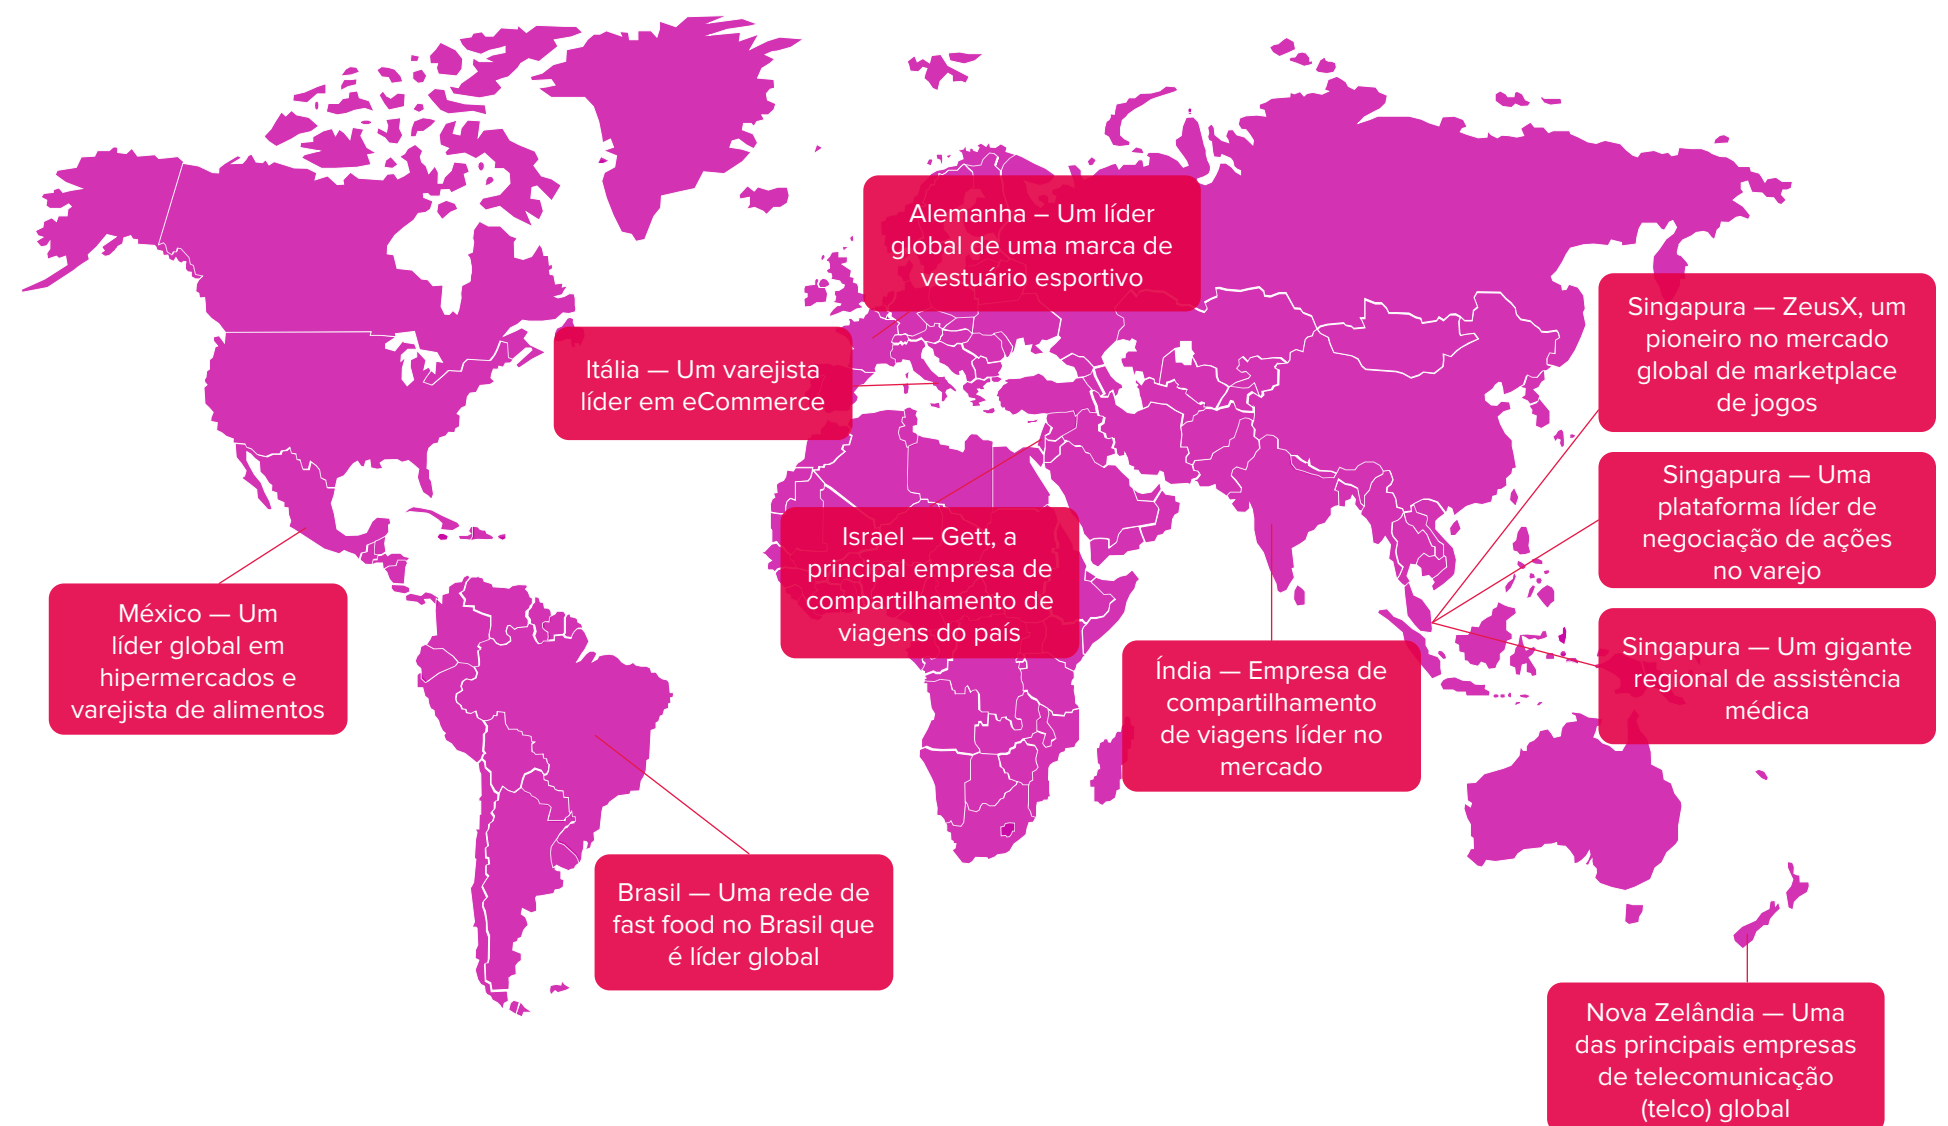 Alemanha – Um líder
global de uma marca de
vestuário esportivo
Singapura — ZeusX, um
pioneiro no mercado
global de marketplace
de jogos
Itália — Um varejista
líder em eCommerce
Singapura — Uma
plataforma líder de
negociação de ações
no varejo
Israel — Gett, a
principal empresa de
compartilhamento de
viagens do país
México — Um
líder global em
hipermercados e
varejista de alimentos
Singapura — Um gigante
regional de assistência
médica
Índia — Empresa de
compartilhamento
de viagens líder no
mercado
Brasil — Uma rede de
fast food no Brasil que
é líder global
Nova Zelândia — Uma
das principais empresas
de telecomunicação
(telco) global